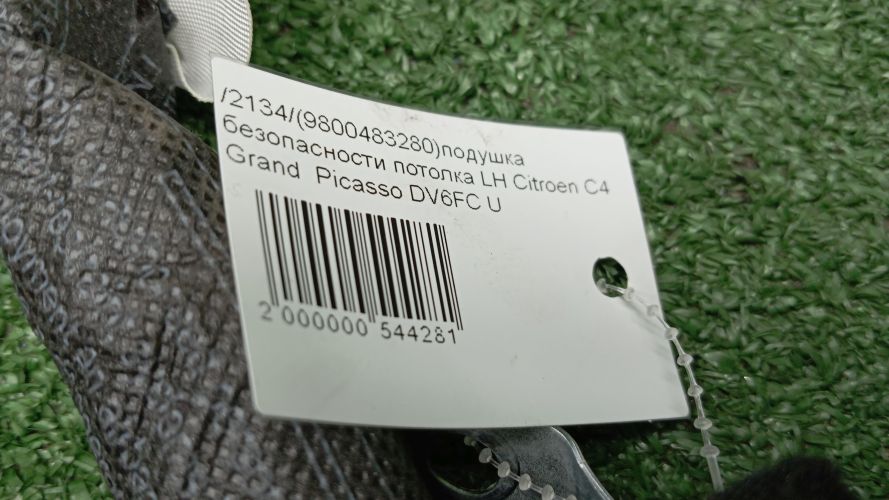 /2134/(9800483280)подушка
безопасности потолка LH Citroen C4
Grand Picasso DV6FC U
2 000000 544281